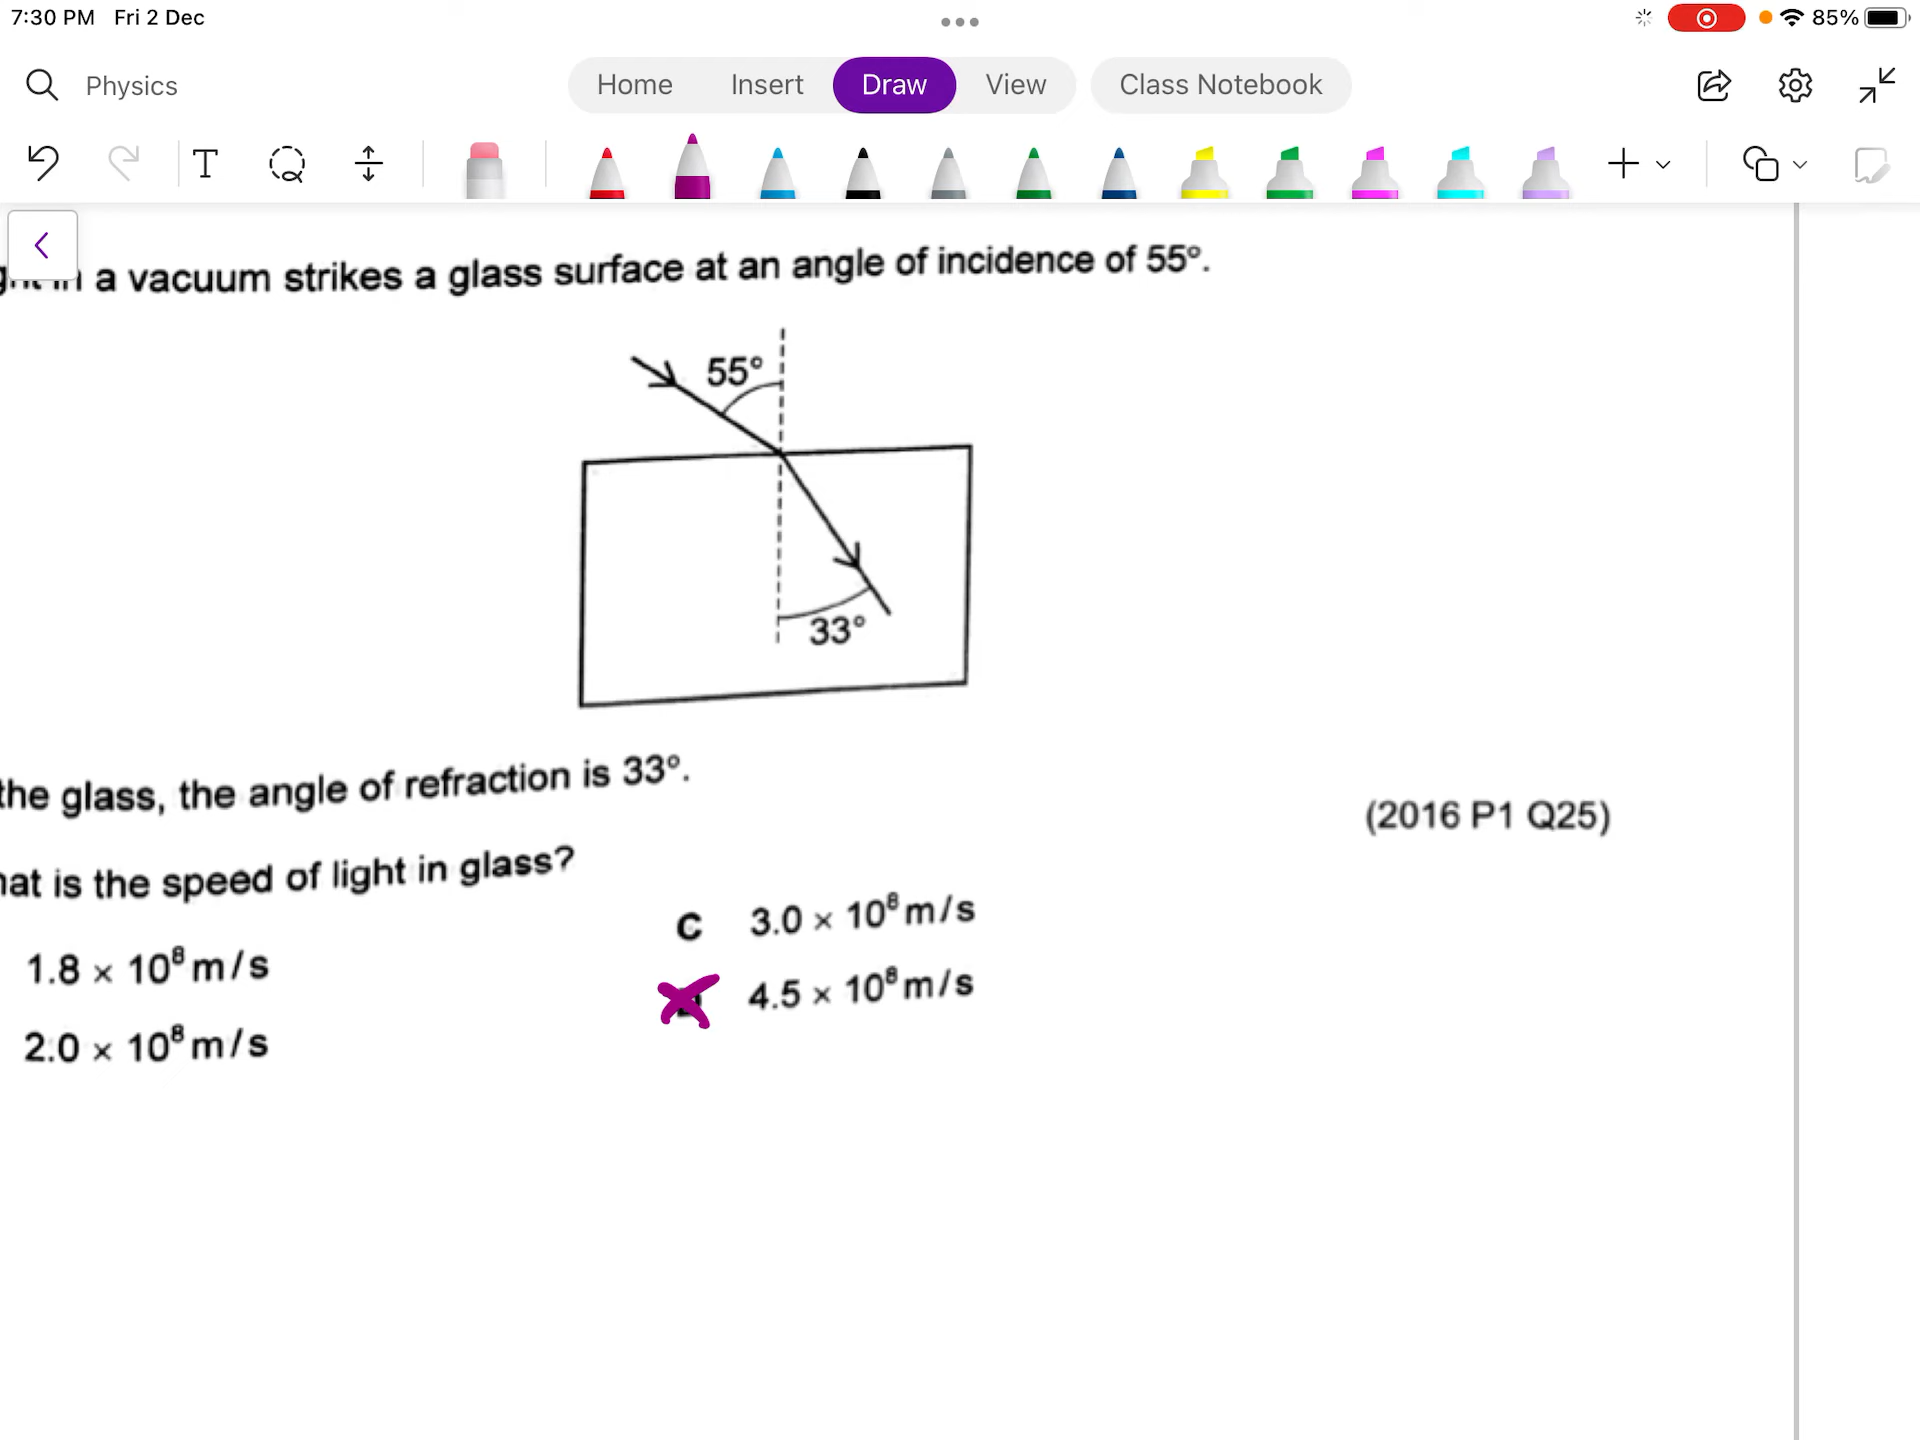 7:30 PM Fri 2 Dec
85%
Physics
Home Insert Draw View Class Notebook
T
a vacuum strikes a glass surface at an angle of incidence of 55°.
55°
33°
the glass, the angle of refraction is 33°.
(2016 P1 Q25)
hat is the speed of light in glass?
C 3.0 × 10⁸ m/s
1.8 × 10⁸ m/s
4.5 × 10⁸ m/s
2.0 × 10⁸ m/s